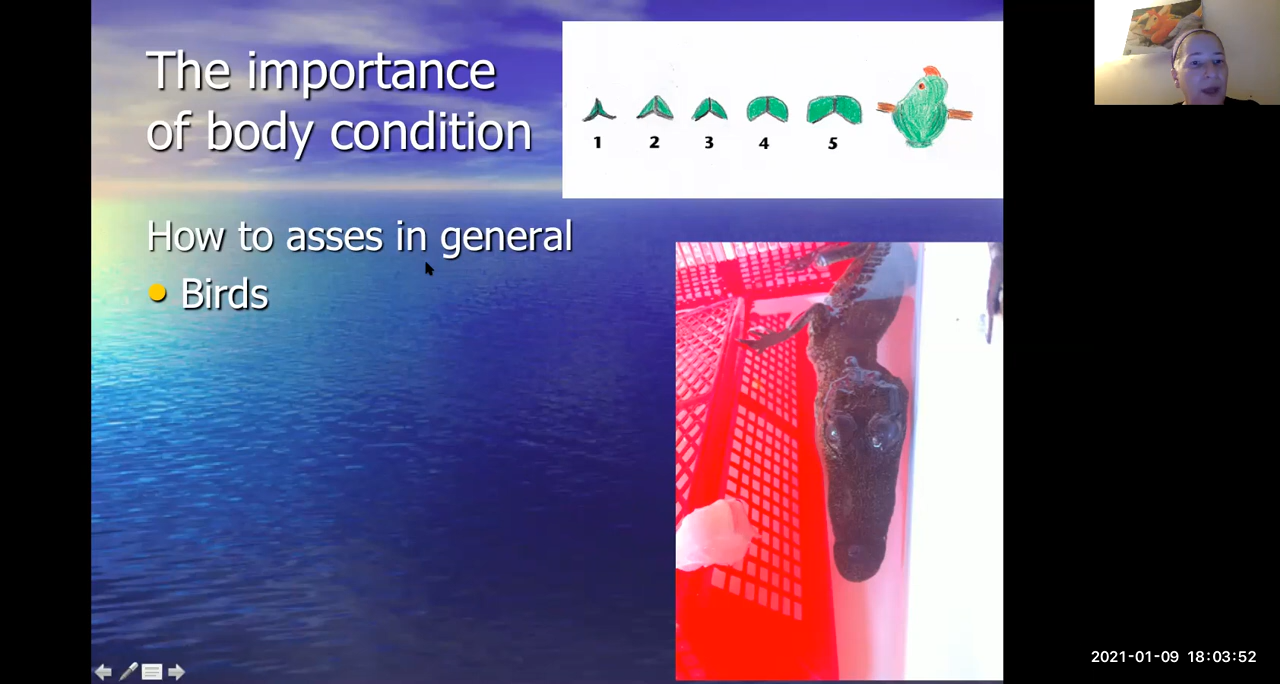 The importance
of body condition
1 2 3 4 5
How to asses in general
Birds
2021-01-09 18:03:52